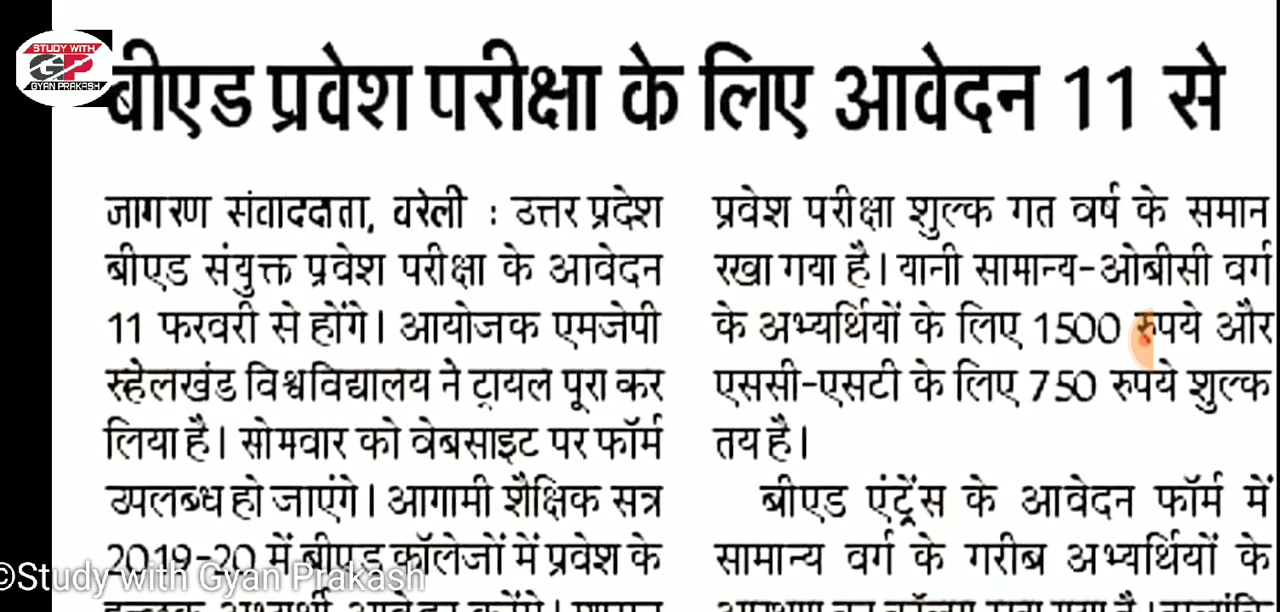 STUDY WITH
GP
GYAN PRAKASH
बीएड प्रवेश परीक्षा के लिए आवेदन 11 से
जागरण संवाददाता, बरेली : उत्तर प्रदेश
बीएड संयुक्त प्रवेश परीक्षा के आवेदन
11 फरवरी से होंगे। आयोजक एमजेपी
रुहेलखंड विश्वविद्यालय ने ट्रायल पूरा कर
लिया है। सोमवार को वेबसाइट पर फॉर्म
उपलब्ध हो जाएंगे। आगामी शैक्षिक सत्र
2019-20 में बीएड कॉलेजों में प्रवेश के
प्रवेश परीक्षा शुल्क गत वर्ष के समान
रखा गया है। यानी सामान्य-ओबीसी वर्ग
के अभ्यर्थियों के लिए 1500 रुपये और
एससी-एसटी के लिए 750 रुपये शुल्क
तय है।
बीएड एंट्रेंस के आवेदन फॉर्म में
सामान्य वर्ग के गरीब अभ्यर्थियों के
©Study with Gyan Prakash